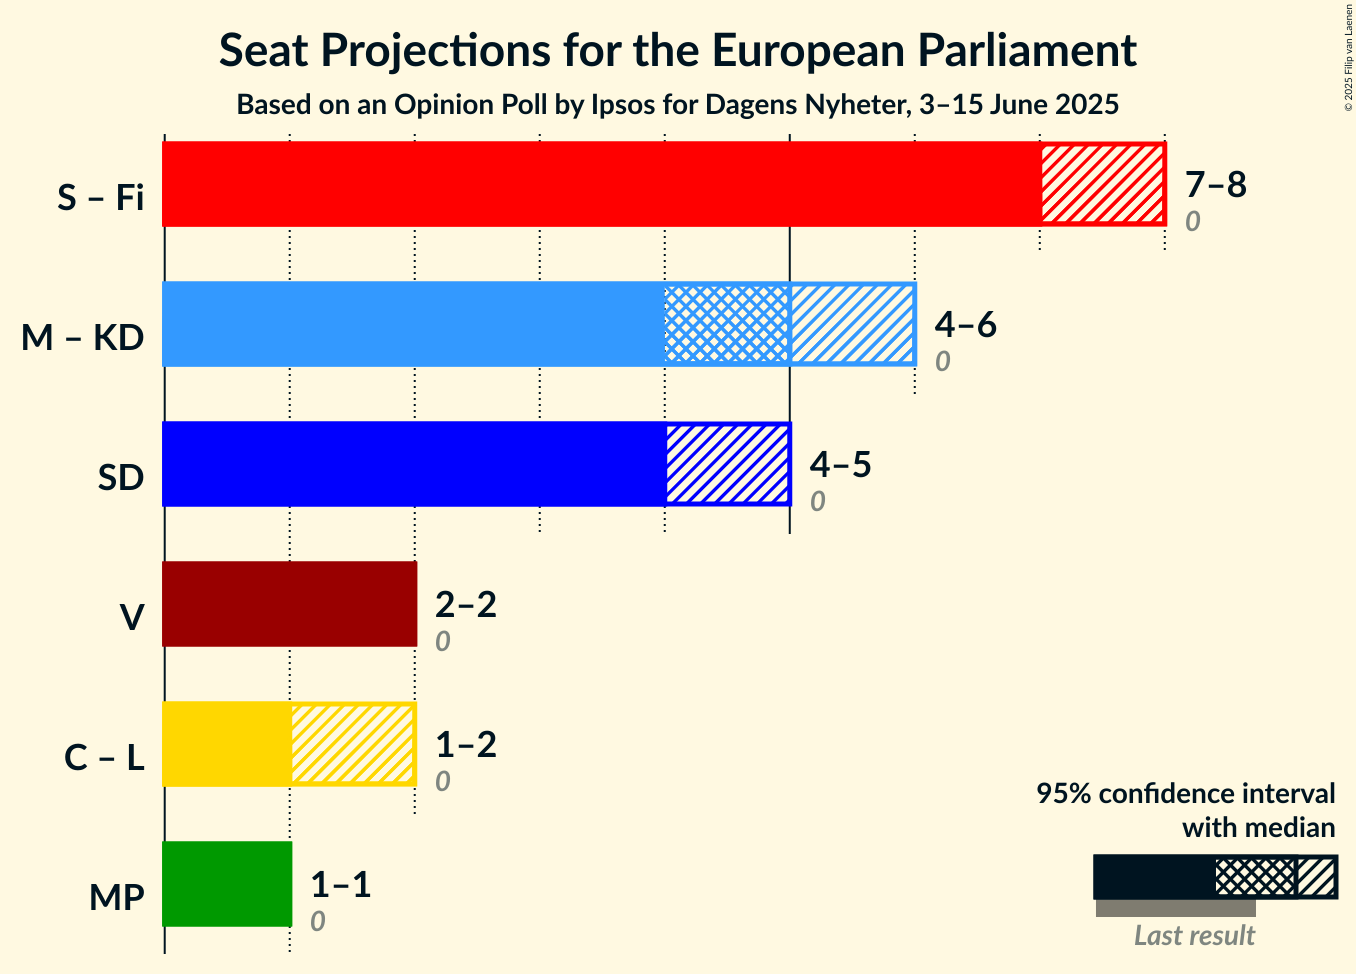 Seat Projections for the European Parliament
Based on an Opinion Poll by Ipsos for Dagens Nyheter, 3–15 June 2025
© 2025 Filip van Laenen
S – Fi
7–8
0
M – KD
4–6
0
SD
4–5
0
V
2–2
0
C – L
1–2
0
MP
1–1
0
95% confidence interval
with median
Last result